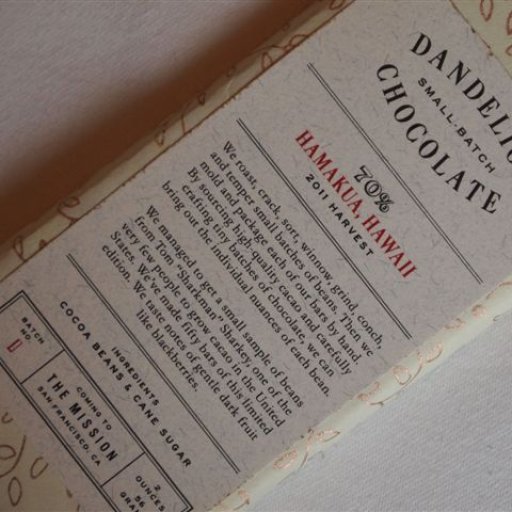 DANDELIO
SMALL-BATCH
CHOCOLATE
70%
HAMAKUA, HAWAII
2011 HARVEST
We roast, crack, sort, winnow, grind, conch,
and temper small batches of beans. Then we
mold and package each of our bars by hand.
By sourcing high-quality cacao and carefully
crafting tiny batches of chocolate, we can
bring out the individual nuances of each bean.
We managed to get a small sample of beans
from Tom "Sharkman" Sharkey, one of the
very few people to grow cacao in the United
States. We've made fifty bars of this limited
edition. We taste notes of gentle dark fruit
like blackberries.
INGREDIENTS
COCOA BEANS & CANE SUGAR
BATCH
NO.
COMING TO
THE MISSION
SAN FRANCISCO, CA
2
OUNCES
56
GRA